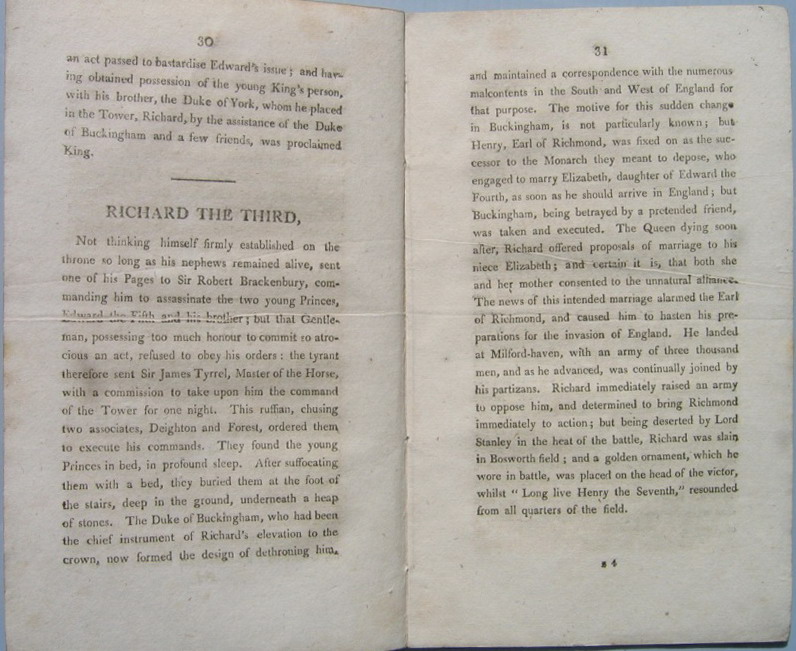 30
an act passed to bastardise Edward's issue; and hav-
ing obtained possession of the young King's person,
with his brother, the Duke of York, whom he placed
in the Tower, Richard, by the assistance of the Duke
of Buckingham and a few friends, was proclaimed
King.
RICHARD THE THIRD,
Not thinking himself firmly established on the
throne so long as his nephews remained alive, sent
one of his Pages to Sir Robert Brackenbury, com-
manding him to assassinate the two young Princes,
Edward the Fifth and his brother; but that Gentle-
man, possessing too much honour to commit so atro-
cious an act, refused to obey his orders: the tyrant
therefore sent Sir James Tyrrel, Master of the Horse,
with a commission to take upon him the command
of the Tower for one night. This ruffian, chusing
two associates, Deighton and Forest, ordered them
to execute his commands. They found the young
Princes in bed, in profound sleep. After suffocating
them with a bed, they buried them at the foot of
the stairs, deep in the ground, underneath a heap
of stones. The Duke of Buckingham, who had been
the chief instrument of Richard's elevation to the
crown, now formed the design of dethroning him,
31
and maintained a correspondence with the numerous
malcontents in the South and West of England for
that purpose. The motive for this sudden change
in Buckingham, is not particularly known; but
Henry, Earl of Richmond, was fixed on as the suc-
cessor to the Monarch they meant to depose, who
engaged to marry Elizabeth, daughter of Edward the
Fourth, as soon as he should arrive in England; but
Buckingham, being betrayed by a pretended friend,
was taken and executed. The Queen dying soon
after, Richard offered proposals of marriage to his
niece Elizabeth; and certain it is, that both she
and her mother consented to the unnatural alliance.
The news of this intended marriage alarmed the Earl
of Richmond, and caused him to hasten his pre-
parations for the invasion of England. He landed
at Milford-haven, with an army of three thousand
men, and as he advanced, was continually joined by
his partizans. Richard immediately raised an army
to oppose him, and determined to bring Richmond
immediately to action; but being deserted by Lord
Stanley in the heat of the battle, Richard was slain
in Bosworth field; and a golden ornament, which he
wore in battle, was placed on the head of the victor,
whilst "Long live Henry the Seventh," resounded
from all quarters of the field.
B 4